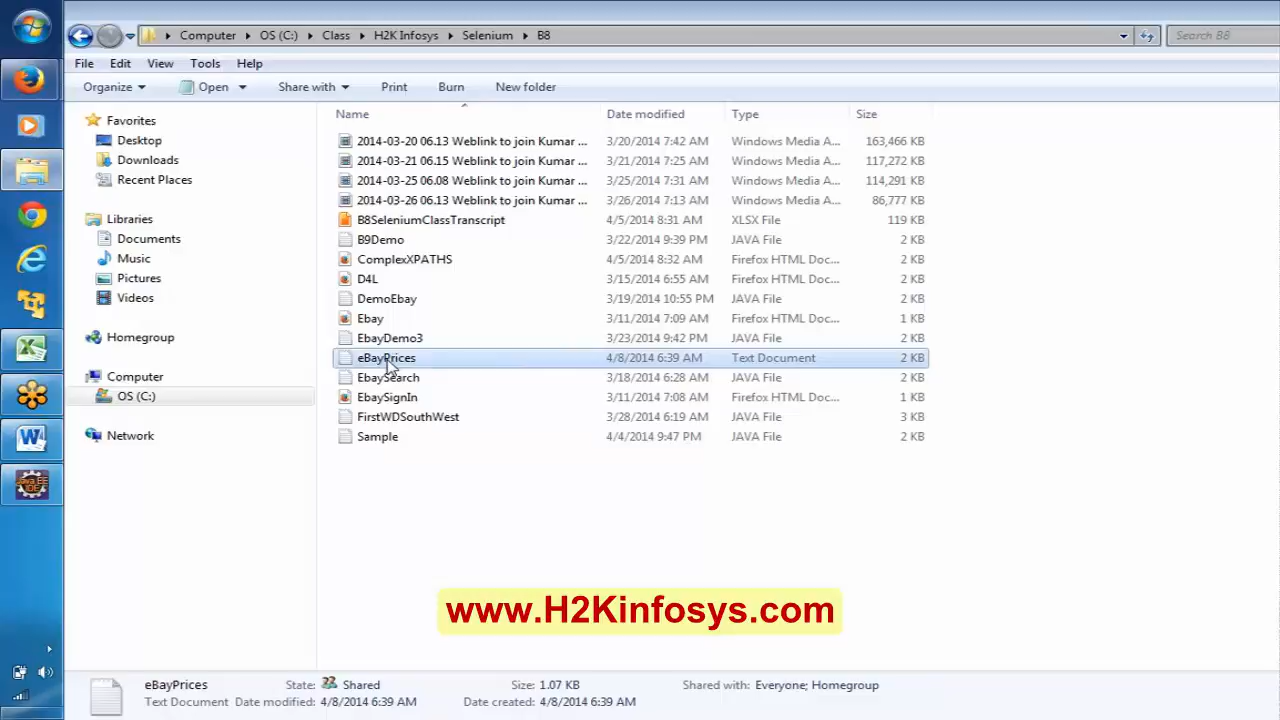 Computer OS (C:) Class H2K Infosys Selenium B8 Search B8
File Edit View Tools Help
Organize Open Share with Print Burn New folder
Name Date modified Type Size
Favorites
Desktop
Downloads
Recent Places
Libraries
Documents
Music
Pictures
Videos
Homegroup
Computer
OS (C:)
Network
2014-03-20 06.13 Weblink to join Kumar ... 3/20/2014 7:42 AM Windows Media A... 163,466 KB
2014-03-21 06.15 Weblink to join Kumar ... 3/21/2014 7:25 AM Windows Media A... 117,272 KB
2014-03-25 06.08 Weblink to join Kumar ... 3/25/2014 7:31 AM Windows Media A... 114,291 KB
2014-03-26 06.13 Weblink to join Kumar ... 3/26/2014 7:13 AM Windows Media A... 86,777 KB
B8SeleniumClassTranscript 4/5/2014 8:31 AM XLSX File 119 KB
B9Demo 3/22/2014 9:39 PM JAVA File 2 KB
ComplexXPATHS 4/5/2014 8:32 AM Firefox HTML Doc... 2 KB
D4L 3/15/2014 6:55 AM Firefox HTML Doc... 2 KB
DemoEbay 3/19/2014 10:55 PM JAVA File 2 KB
Ebay 3/11/2014 7:09 AM Firefox HTML Doc... 1 KB
EbayDemo3 3/23/2014 9:42 PM JAVA File 2 KB
eBayPrices 4/8/2014 6:39 AM Text Document 2 KB
EbaySearch 3/18/2014 6:28 AM JAVA File 2 KB
EbaySignIn 3/11/2014 7:08 AM Firefox HTML Doc... 1 KB
FirstWDSouthWest 3/28/2014 6:19 AM JAVA File 3 KB
Sample 4/4/2014 9:47 PM JAVA File 2 KB
www.H2Kinfosys.com
eBayPrices State: Shared Size: 1.07 KB Shared with: Everyone; Homegroup
Text Document Date modified: 4/8/2014 6:39 AM Date created: 4/8/2014 6:39 AM
Java EE
IDE